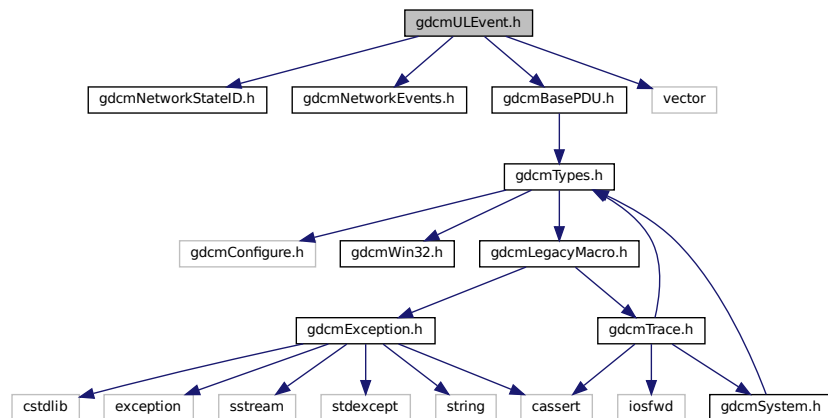 gdcmULEvent.h
gdcmNetworkStateID.h
gdcmNetworkEvents.h
gdcmBasePDU.h
vector
gdcmTypes.h
gdcmConfigure.h
gdcmWin32.h
gdcmLegacyMacro.h
gdcmException.h
gdcmTrace.h
cstdlib
exception
sstream
stdexcept
string
cassert
iosfwd
gdcmSystem.h